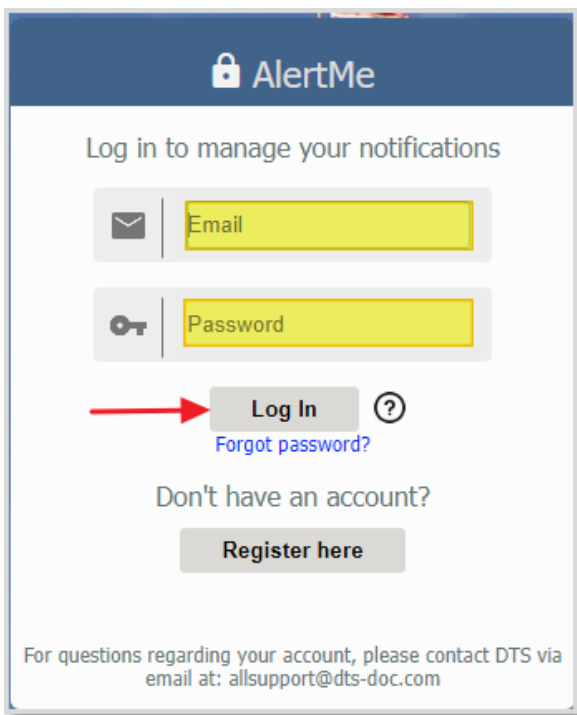 AlertMe
Log in to manage your notifications
Email
Password
Log In
?
Forgot password?
Don't have an account?
Register here
For questions regarding your account, please contact DTS via
email at: allsupport@dts-doc.com